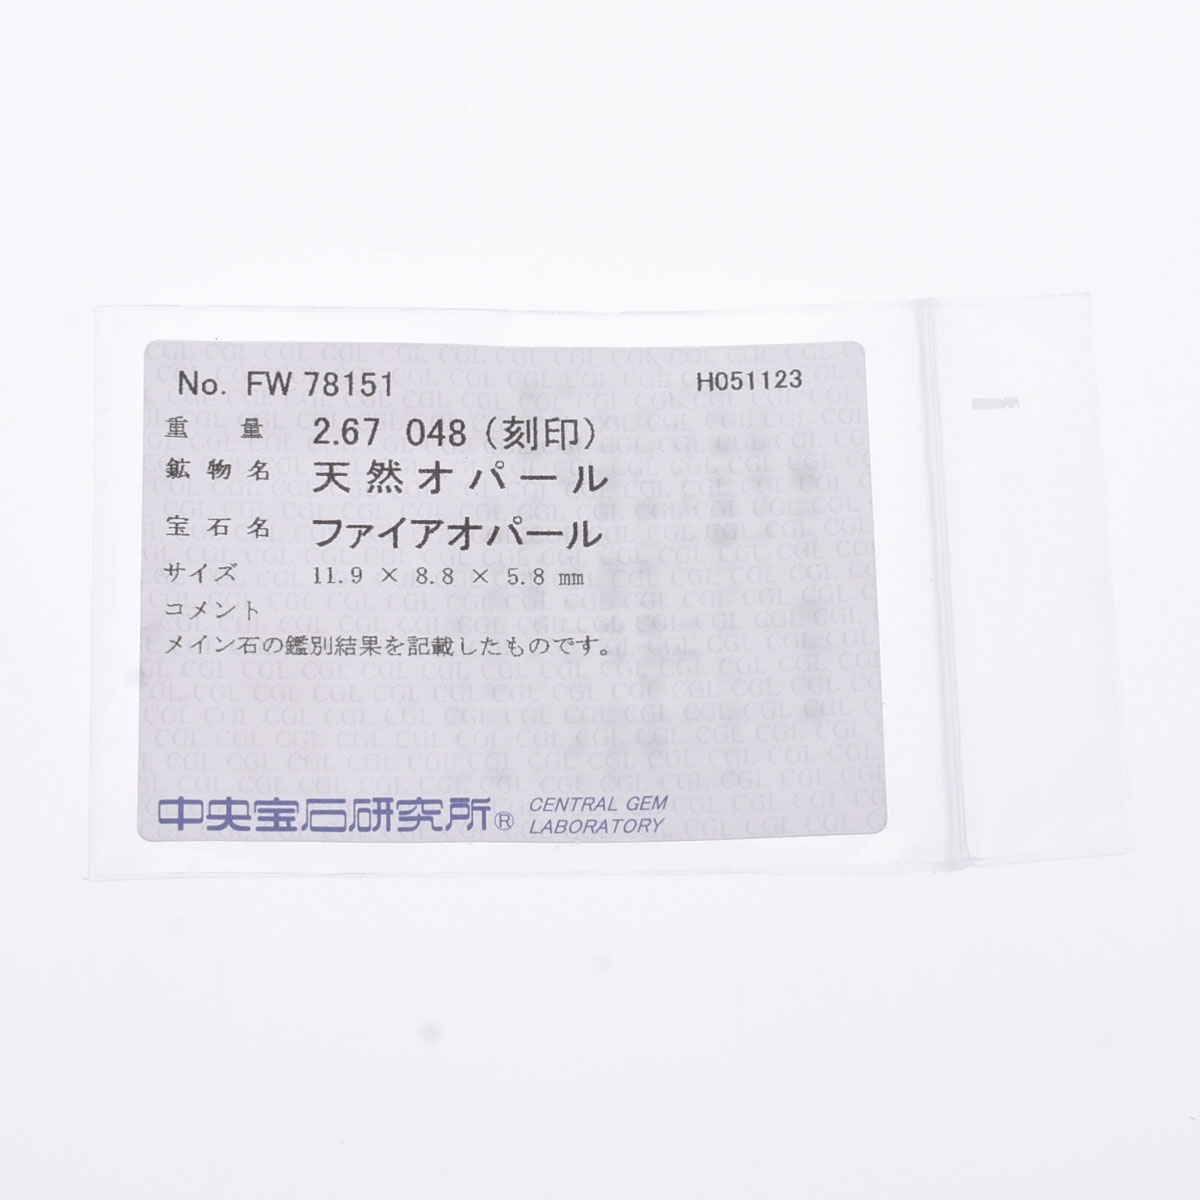 No. FW 78151 H051123
重量 2.67 048 (刻印)
鉱物名 天然オパール
宝石名 ファイアオパール
サイズ 11.9 × 8.8 × 5.8 mm
コメント
メイン石の鑑別結果を記載したものです。
中央宝石研究所® CENTRAL GEM
LABORATORY